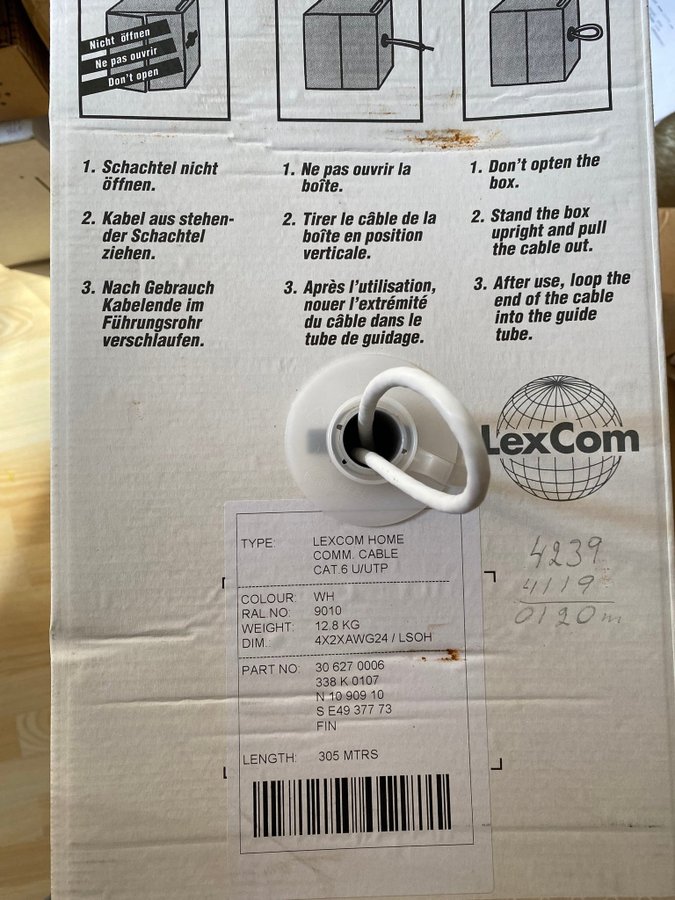 Nicht öffnen
Ne pas ouvrir
Don't open
1. Schachtel nicht
öffnen.
2. Kabel aus stehen-
der Schachtel
ziehen.
3. Nach Gebrauch
Kabelende im
Führungsrohr
verschlaufen.
1. Ne pas ouvrir la
boîte.
2. Tirer le câble de la
boîte en position
verticale.
3. Après l'utilisation,
nouer l'extrémité
du câble dans le
tube de guidage.
1. Don't opten the
box.
2. Stand the box
upright and pull
the cable out.
3. After use, loop the
end of the cable
into the guide
tube.
LexCom
4239
4119
0120m
TYPE: LEXCOM HOME
COMM. CABLE
CAT.6 U/UTP
COLOUR: WH
RAL NO: 9010
WEIGHT: 12.8 KG
DIM.: 4X2XAWG24 / LSOH
PART NO: 30 627 0006
338 K 0107
N 10 909 10
S E49 377 73
FIN
LENGTH: 305 MTRS